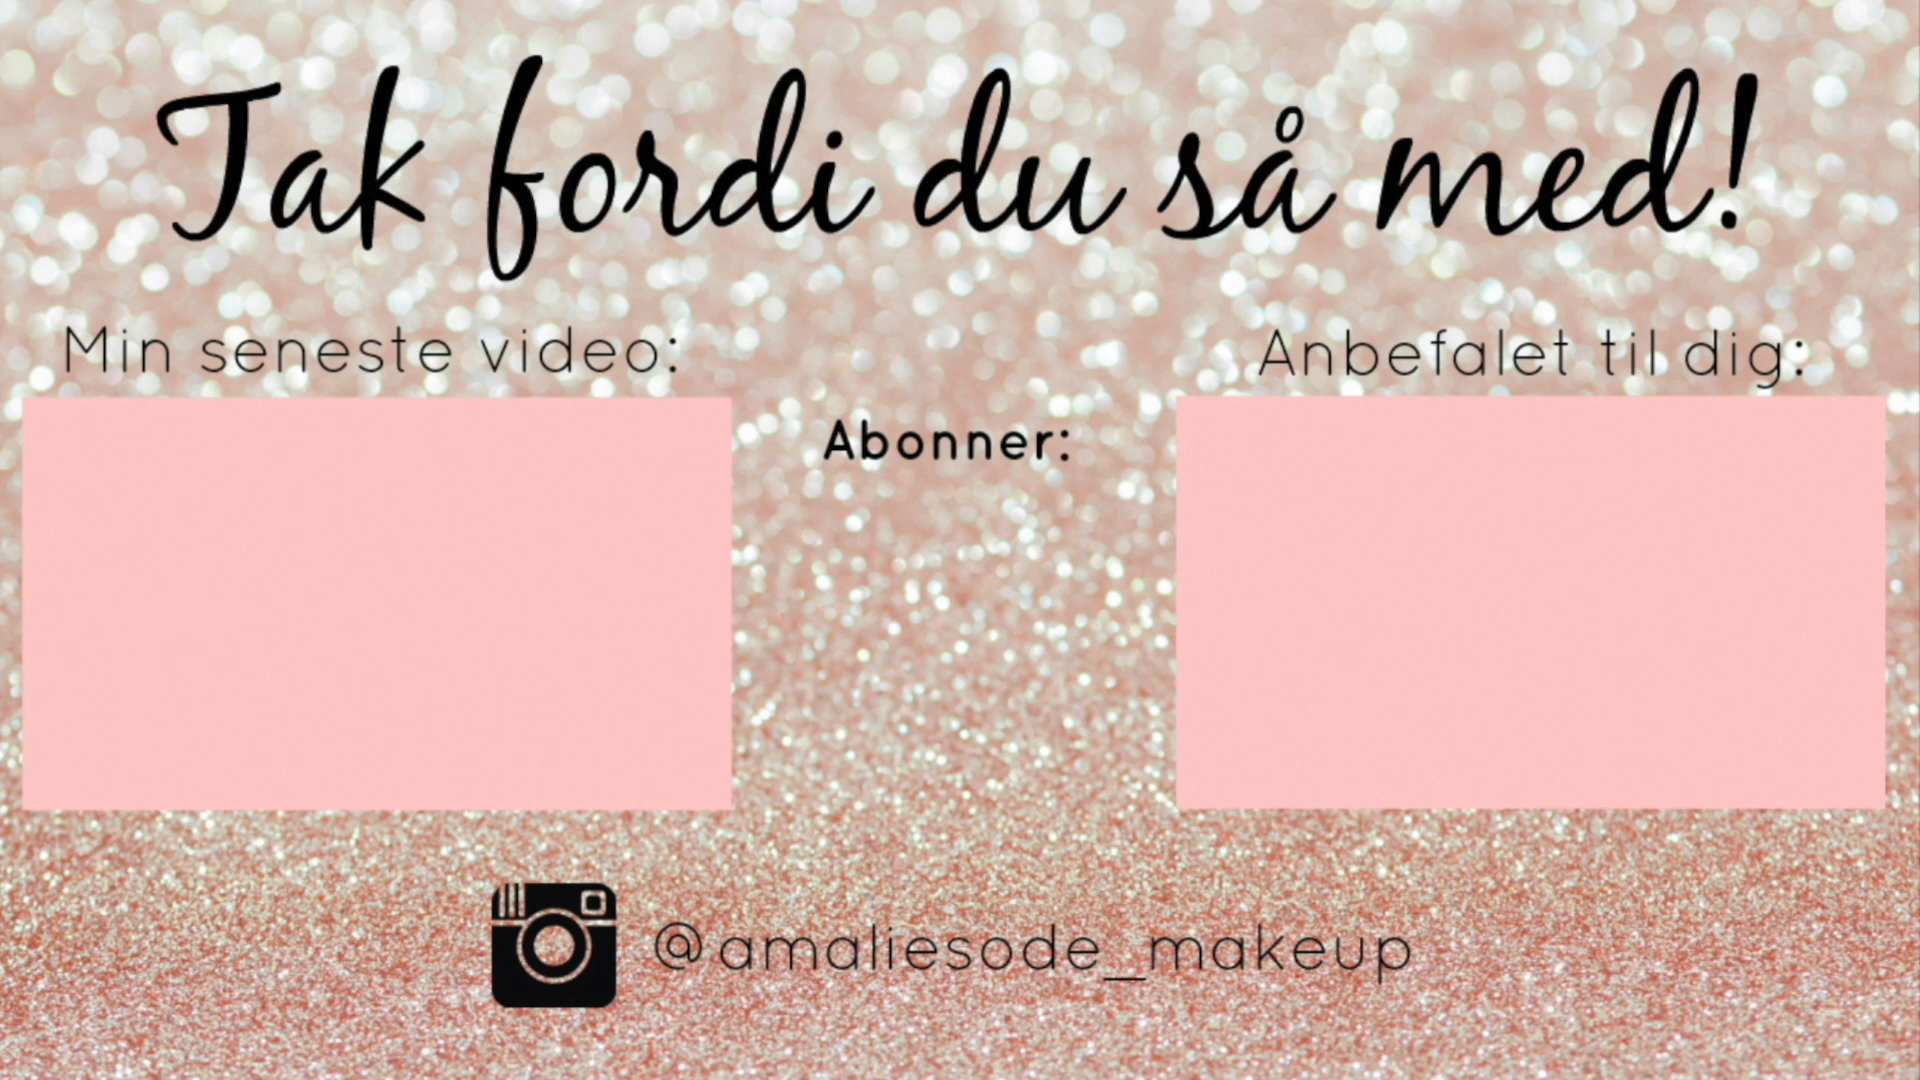 Tak fordi du så med!
Min seneste video:
Anbefalet til dig:
Abonner:
@amaliesode_makeup